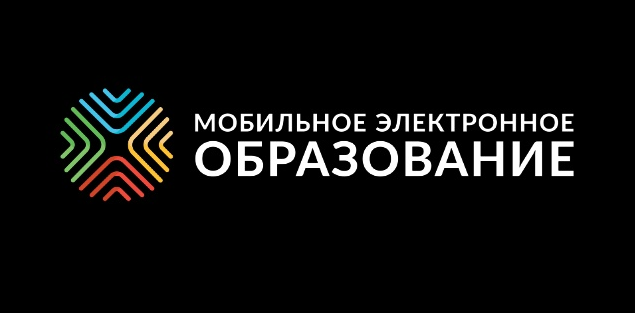 МОБИЛЬНОЕ ЭЛЕКТРОННОЕ
ОБРАЗОВАНИЕ